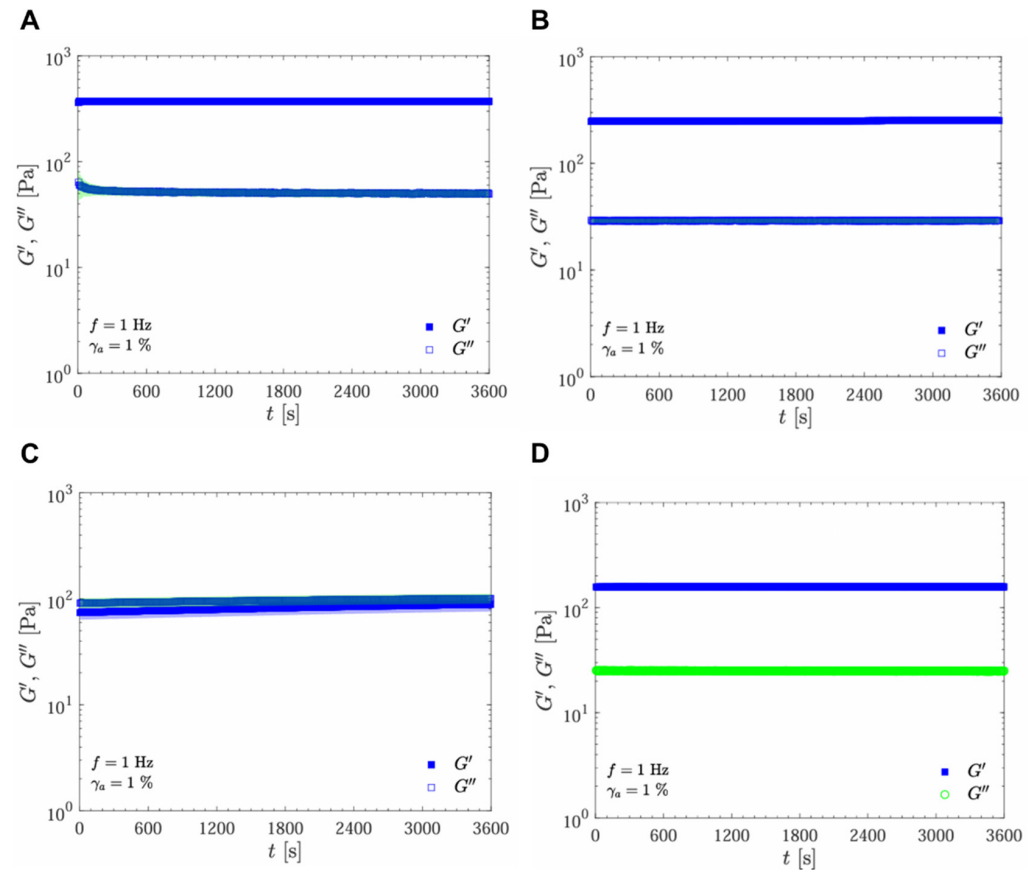 A
10³
10²
10¹
10⁰
G′, G″ [Pa]
f = 1 Hz
γₐ = 1 %
G′
G″
0 600 1200 1800 2400 3000 3600
t [s]
B
10³
10²
10¹
10⁰
G′, G″ [Pa]
f = 1 Hz
γₐ = 1 %
G′
G″
0 600 1200 1800 2400 3000 3600
t [s]
C
10³
10²
10¹
10⁰
G′, G″ [Pa]
f = 1 Hz
γₐ = 1 %
G′
G″
0 600 1200 1800 2400 3000 3600
t [s]
D
10³
10²
10¹
10⁰
G′, G″ [Pa]
f = 1 Hz
γₐ = 1 %
G′
G″
0 600 1200 1800 2400 3000 3600
t [s]